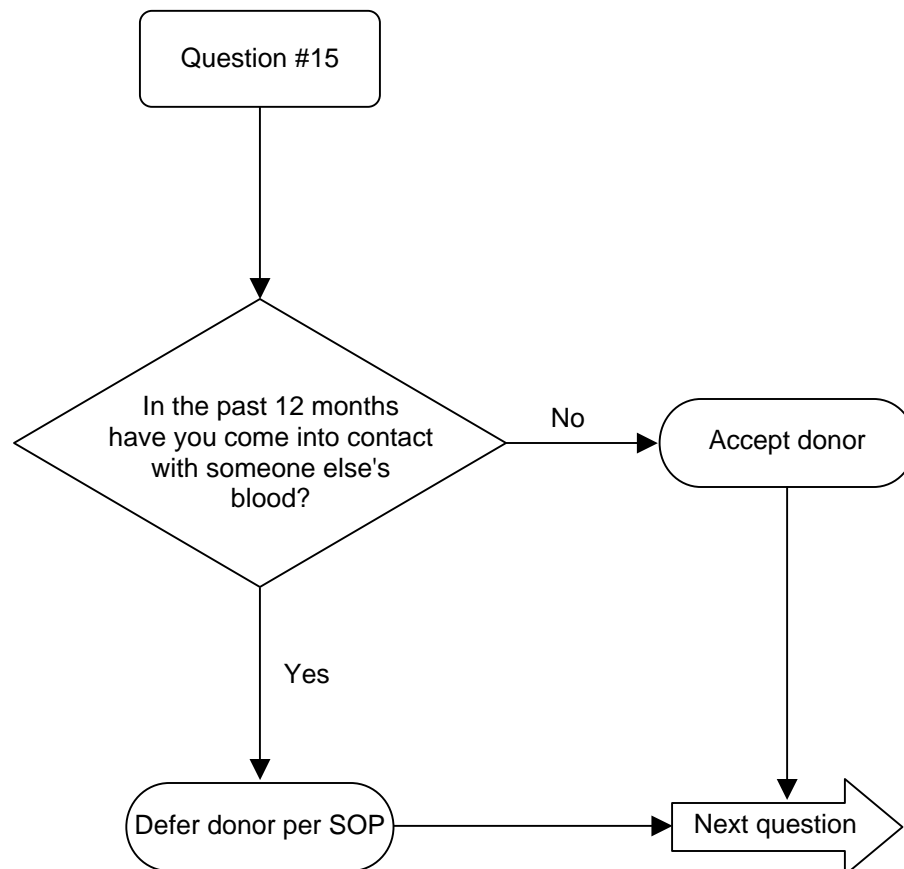 Question #15
In the past 12 months
have you come into contact
with someone else's
blood?
No
Accept donor
Yes
Defer donor per SOP
Next question